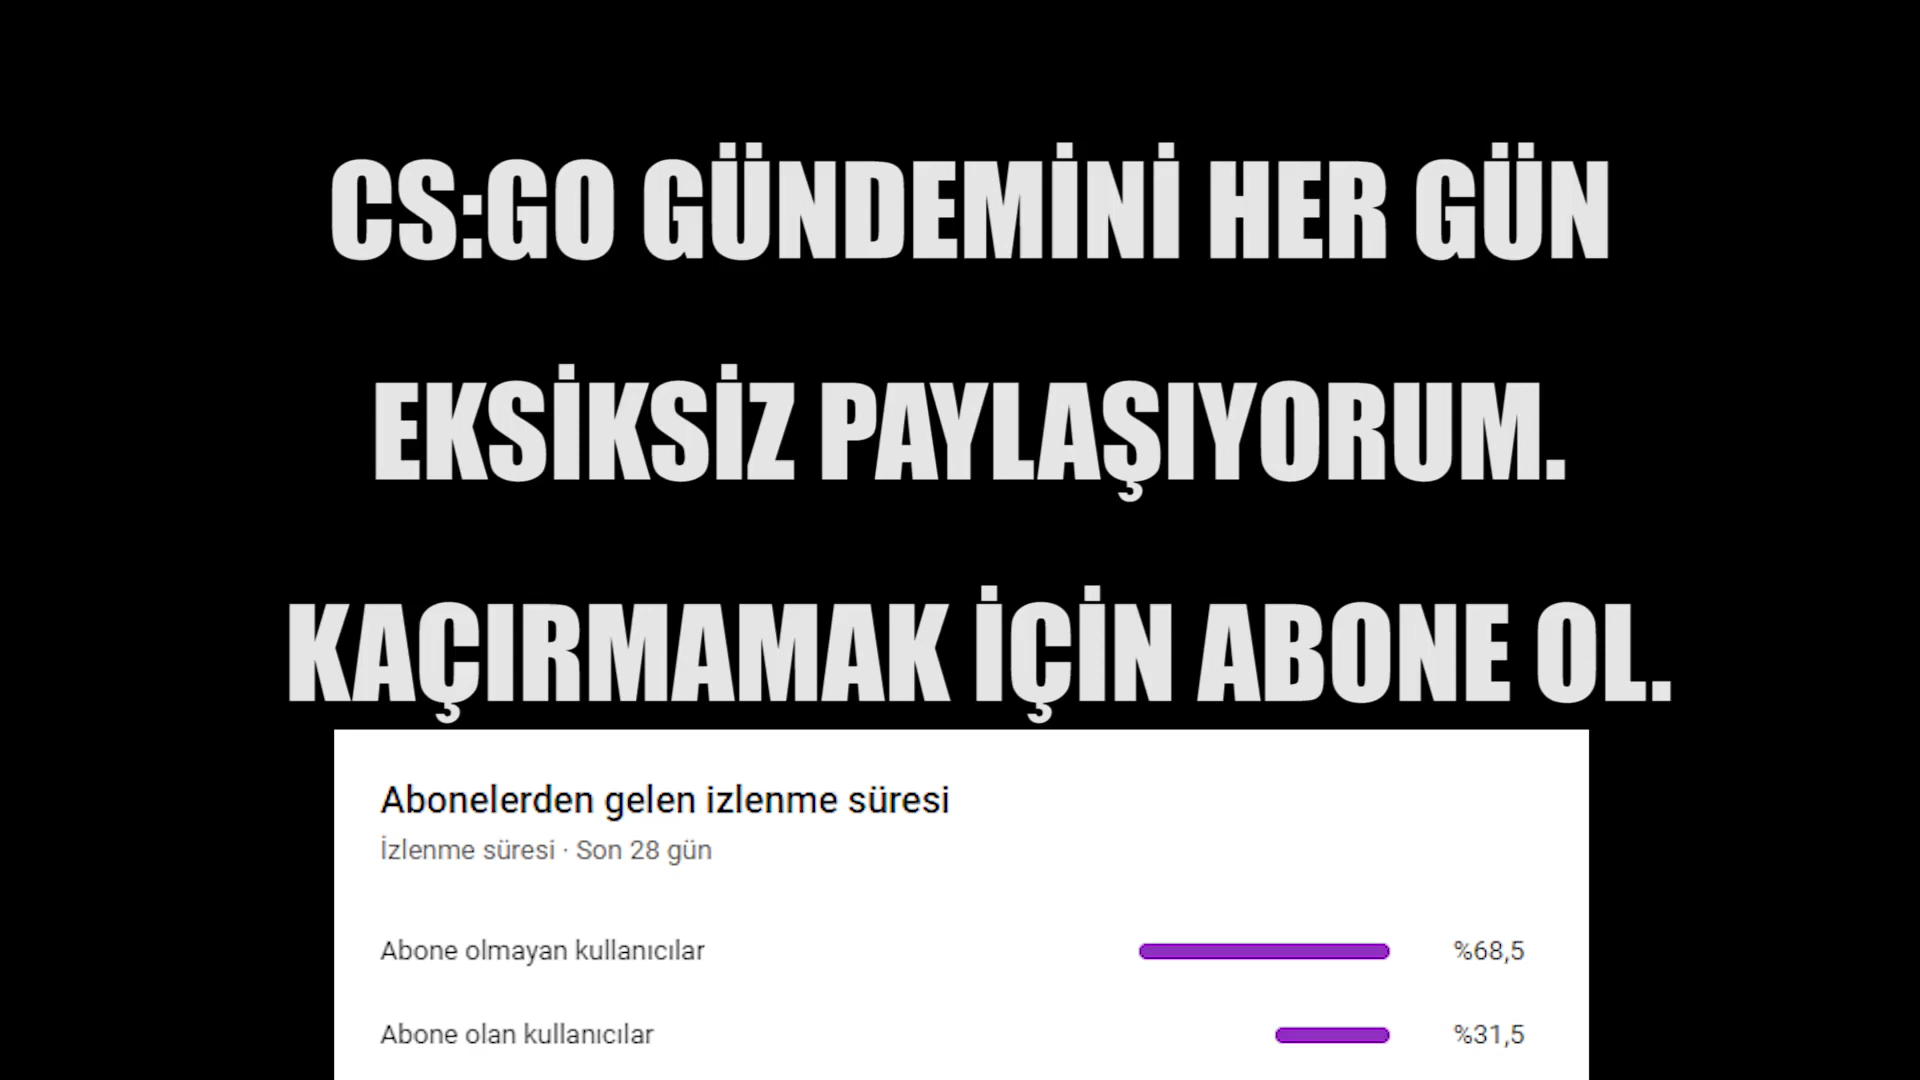 CS:GO GÜNDEMİNİ HER GÜN
EKSİKSİZ PAYLAŞIYORUM.
KAÇIRMAMAK İÇİN ABONE OL.
Abonelerden gelen izlenme süresi
İzlenme süresi · Son 28 gün
Abone olmayan kullanıcılar %68,5
Abone olan kullanıcılar %31,5